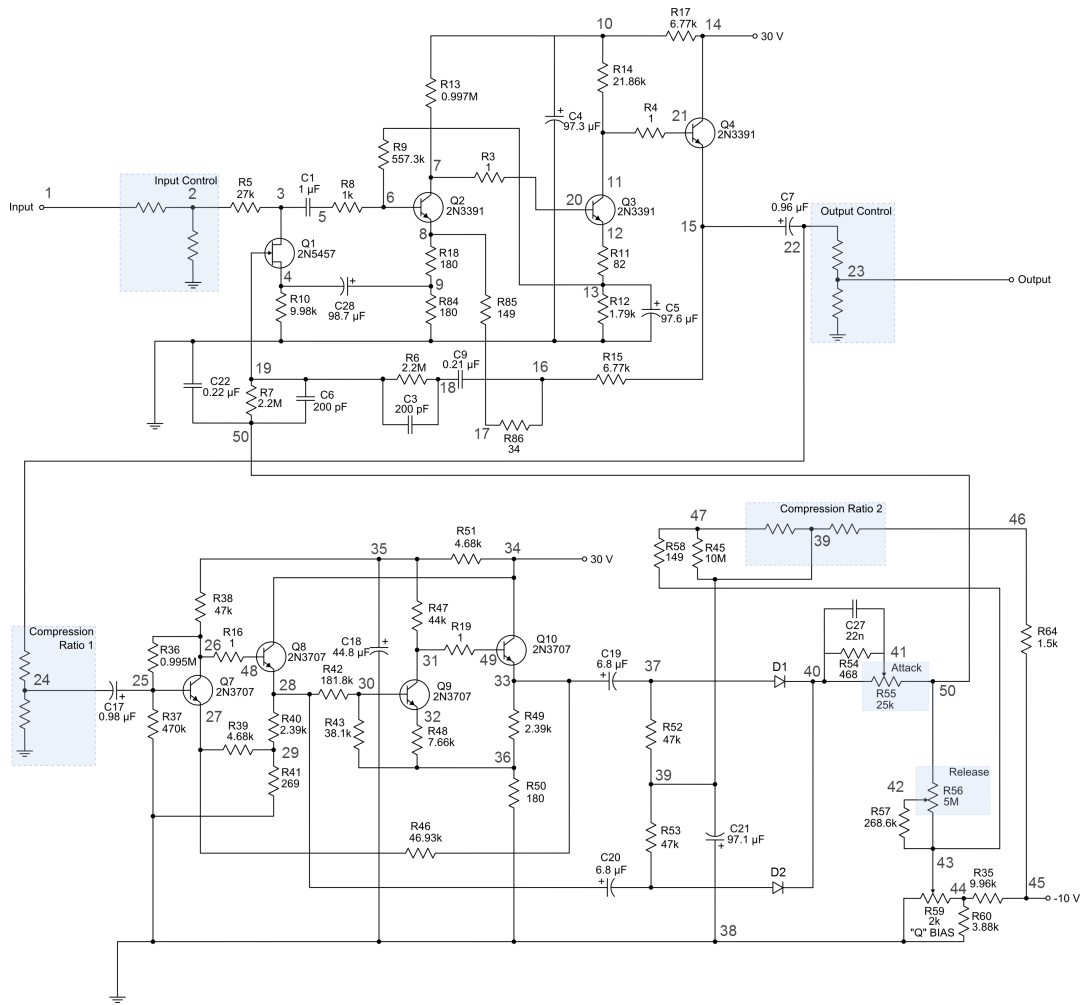 10
R17
6.77k
14
30 V
R13
0.997M
R14
21.86k
C4
+
97.3 µF
R4
1
21
Q4
2N3391
R9
557.3k
7
R3
1
1
Input
Input Control
2
R5
27k
3
C1
1 µF
5
R8
1k
6
Q2
2N3391
11
20
Q3
2N3391
C7
0.96 µF
+
22
Output Control
15
23
Output
Q1
2N5457
8
R18
180
12
R11
82
4
+
C28
98.7 µF
9
R10
9.98k
R84
180
R85
149
13
R12
1.79k
+
C5
97.6 µF
C22
0.22 µF
19
R7
2.2M
C6
200 pF
R6
2.2M
18
C9
0.21 µF
16
R15
6.77k
C3
200 pF
17
R86
34
50
35
R51
4.68k
34
30 V
47
Compression Ratio 2
39
46
R58
149
R45
10M
R38
47k
R47
44k
R19
1
Q10
2N3707
C18
44.8 µF
+
C27
22n
R64
1.5k
Compression
Ratio 1
R36
0.995M
26
R16
1
48
Q8
2N3707
31
49
C19
6.8 µF
+
37
D1
40
R54
468
41
Attack
R55
25k
50
24
25
Q7
2N3707
28
R42
181.8k
30
Q9
2N3707
33
C17
0.98 µF
+
R37
470k
27
R39
4.68k
R40
2.39k
29
R43
38.1k
32
R48
7.66k
R49
2.39k
R52
47k
R41
269
36
R50
180
39
42
Release
R56
5M
R57
268.6k
R46
46.93k
R53
47k
C21
97.1 µF
+
C20
6.8 µF
+
D2
43
44
R35
9.96k
45
-10 V
R59
2k
"Q" BIAS
R60
3.88k
38